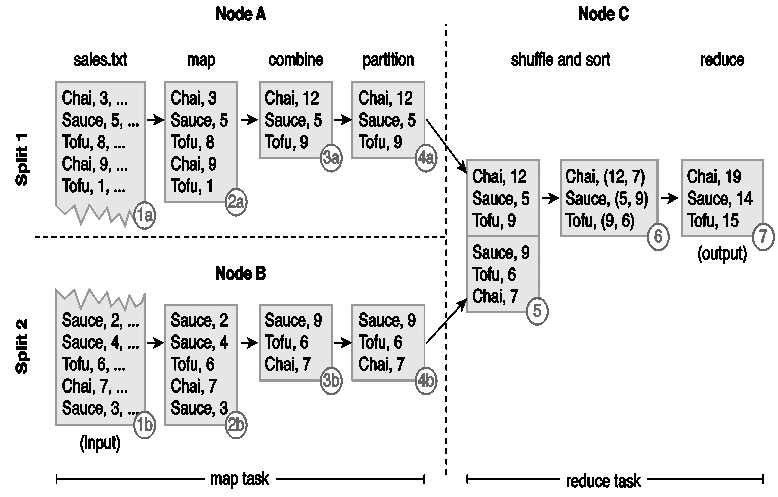 Node A
Node C
sales.txt
map
combine
partition
shuffle and sort
reduce
Split 1
Chai, 3, ...
Sauce, 5, ...
Tofu, 8, ...
Chai, 9, ...
Tofu, 1, ...
1a
Chai, 3
Sauce, 5
Tofu, 8
Chai, 9
Tofu, 1
2a
Chai, 12
Sauce, 5
Tofu, 9
3a
Chai, 12
Sauce, 5
Tofu, 9
4a
Chai, 12
Sauce, 5
Tofu, 9
Sauce, 9
Tofu, 6
Chai, 7
5
Chai, (12, 7)
Sauce, (5, 9)
Tofu, (9, 6)
6
Chai, 19
Sauce, 14
Tofu, 15
7
(output)
Node B
Split 2
Sauce, 2, ...
Sauce, 4, ...
Tofu, 6, ...
Chai, 7, ...
Sauce, 3, ...
1b
(input)
Sauce, 2
Sauce, 4
Tofu, 6
Chai, 7
Sauce, 3
2b
Sauce, 9
Tofu, 6
Chai, 7
3b
Sauce, 9
Tofu, 6
Chai, 7
4b
map task
reduce task